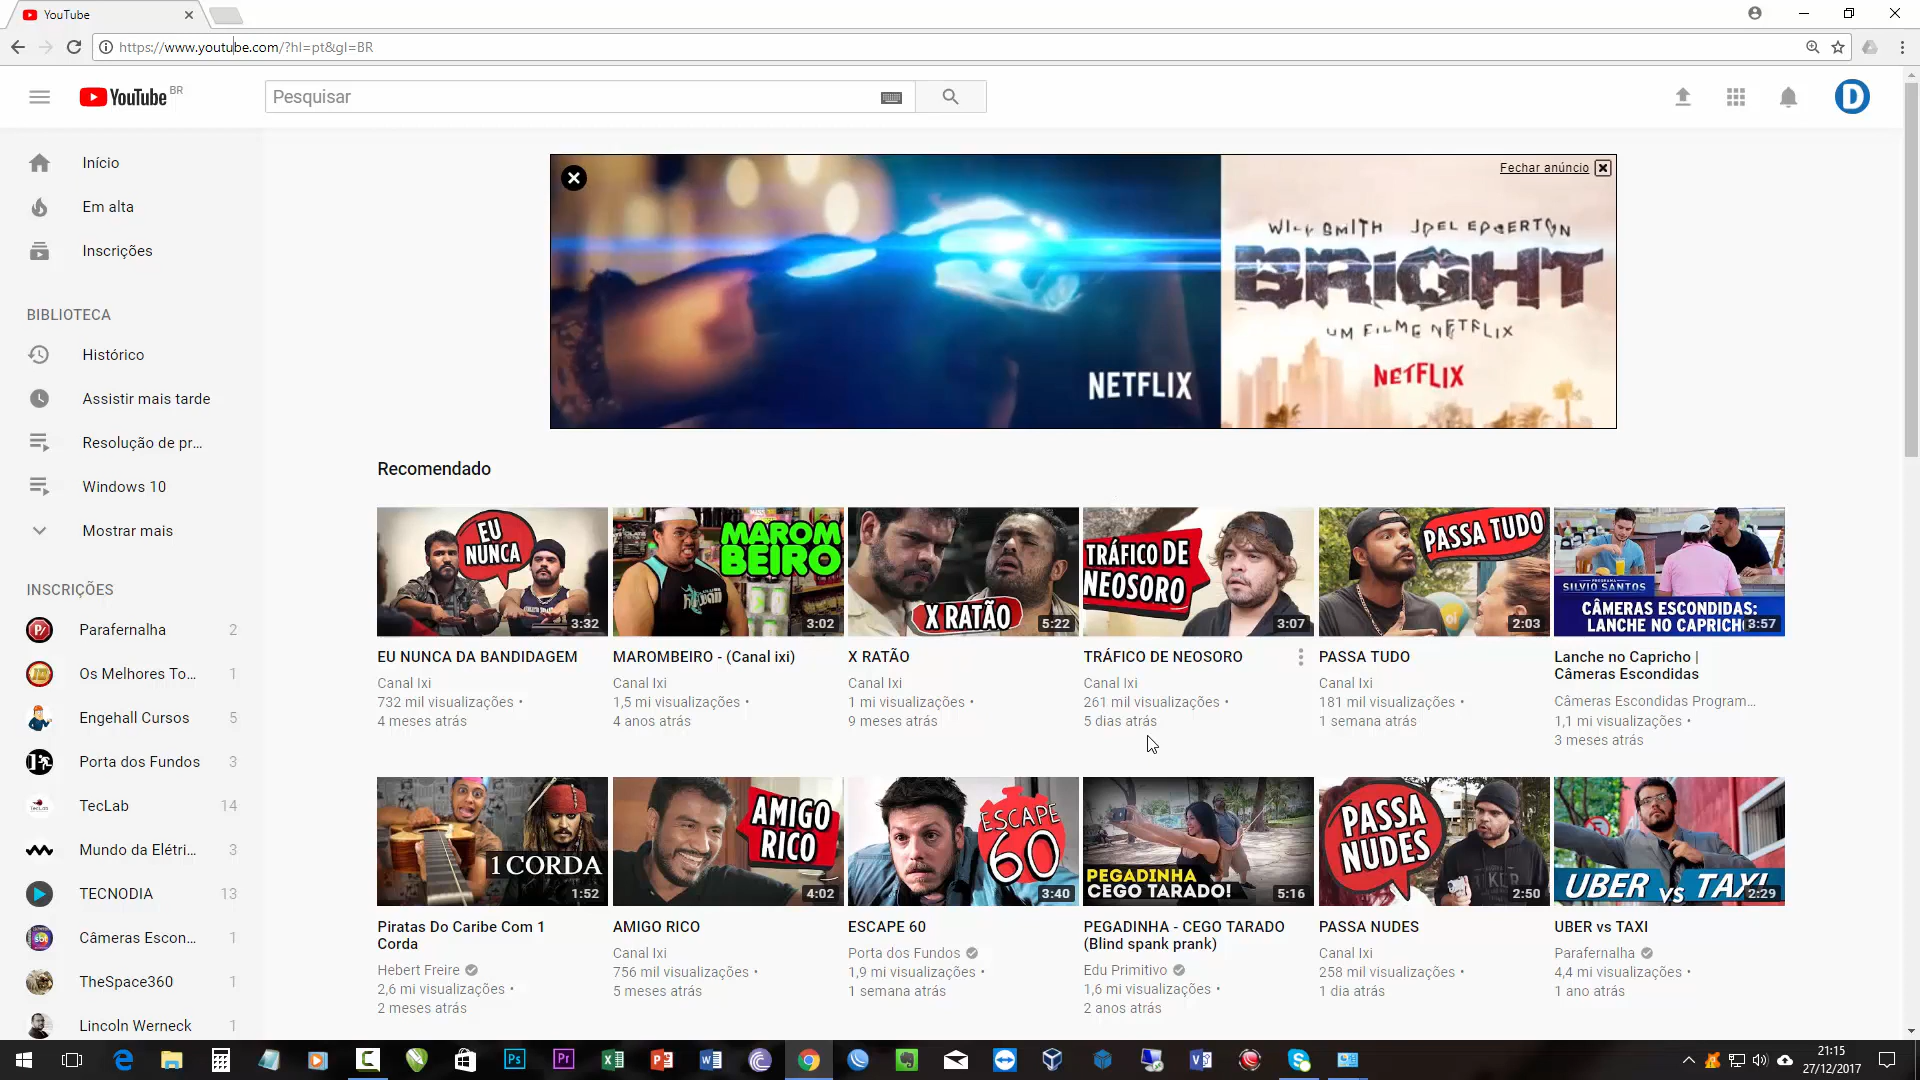 YouTube
https://www.youtube.com/?hl=pt&gl=BR
YouTube BR
Pesquisar
D
Início
Em alta
Inscrições
BIBLIOTECA
Histórico
Assistir mais tarde
Resolução de pr...
Windows 10
Mostrar mais
INSCRIÇÕES
Parafernalha 2
Os Melhores To... 1
Engehall Cursos 5
Porta dos Fundos 3
TecLab 14
Mundo da Elétri... 3
TECNODIA 13
Câmeras Escon... 1
TheSpace360 1
Lincoln Werneck 1
Fechar anúncio
NETFLIX
WILL SMITH JOEL EDGERTON
BRIGHT
UM FILME NETFLIX
NETFLIX
Recomendado
EU
NUNCA
3:32
EU NUNCA DA BANDIDAGEM
Canal Ixi
732 mil visualizações •
4 meses atrás
MAROM
BEIRO
3:02
MAROMBEIRO - (Canal ixi)
Canal Ixi
1,5 mi visualizações •
4 anos atrás
X RATÃO
5:22
X RATÃO
Canal Ixi
1 mi visualizações •
9 meses atrás
TRÁFICO DE
NEOSORO
3:07
TRÁFICO DE NEOSORO
Canal Ixi
261 mil visualizações •
5 dias atrás
PASSA TUDO
2:03
PASSA TUDO
Canal Ixi
181 mil visualizações •
1 semana atrás
PROGRAMA
SILVIO SANTOS
CÂMERAS ESCONDIDAS:
LANCHE NO CAPRICH
3:57
Lanche no Capricho |
Câmeras Escondidas
Câmeras Escondidas Program...
1,1 mi visualizações •
3 meses atrás
1 CORDA
1:52
Piratas Do Caribe Com 1
Corda
Hebert Freire
2,6 mi visualizações •
2 meses atrás
AMIGO
RICO
4:02
AMIGO RICO
Canal Ixi
756 mil visualizações •
5 meses atrás
ESCAPE
60
3:40
ESCAPE 60
Porta dos Fundos
1,9 mi visualizações •
1 semana atrás
PEGADINHA
CEGO TARADO!
5:16
PEGADINHA - CEGO TARADO
(Blind spank prank)
Edu Primitivo
1,6 mi visualizações •
2 anos atrás
PASSA
NUDES
2:50
PASSA NUDES
Canal Ixi
258 mil visualizações •
1 dia atrás
UBER VS TAXI
2:29
UBER vs TAXI
Parafernalha
4,4 mi visualizações •
1 ano atrás
Ps
Pr
21:15
27/12/2017